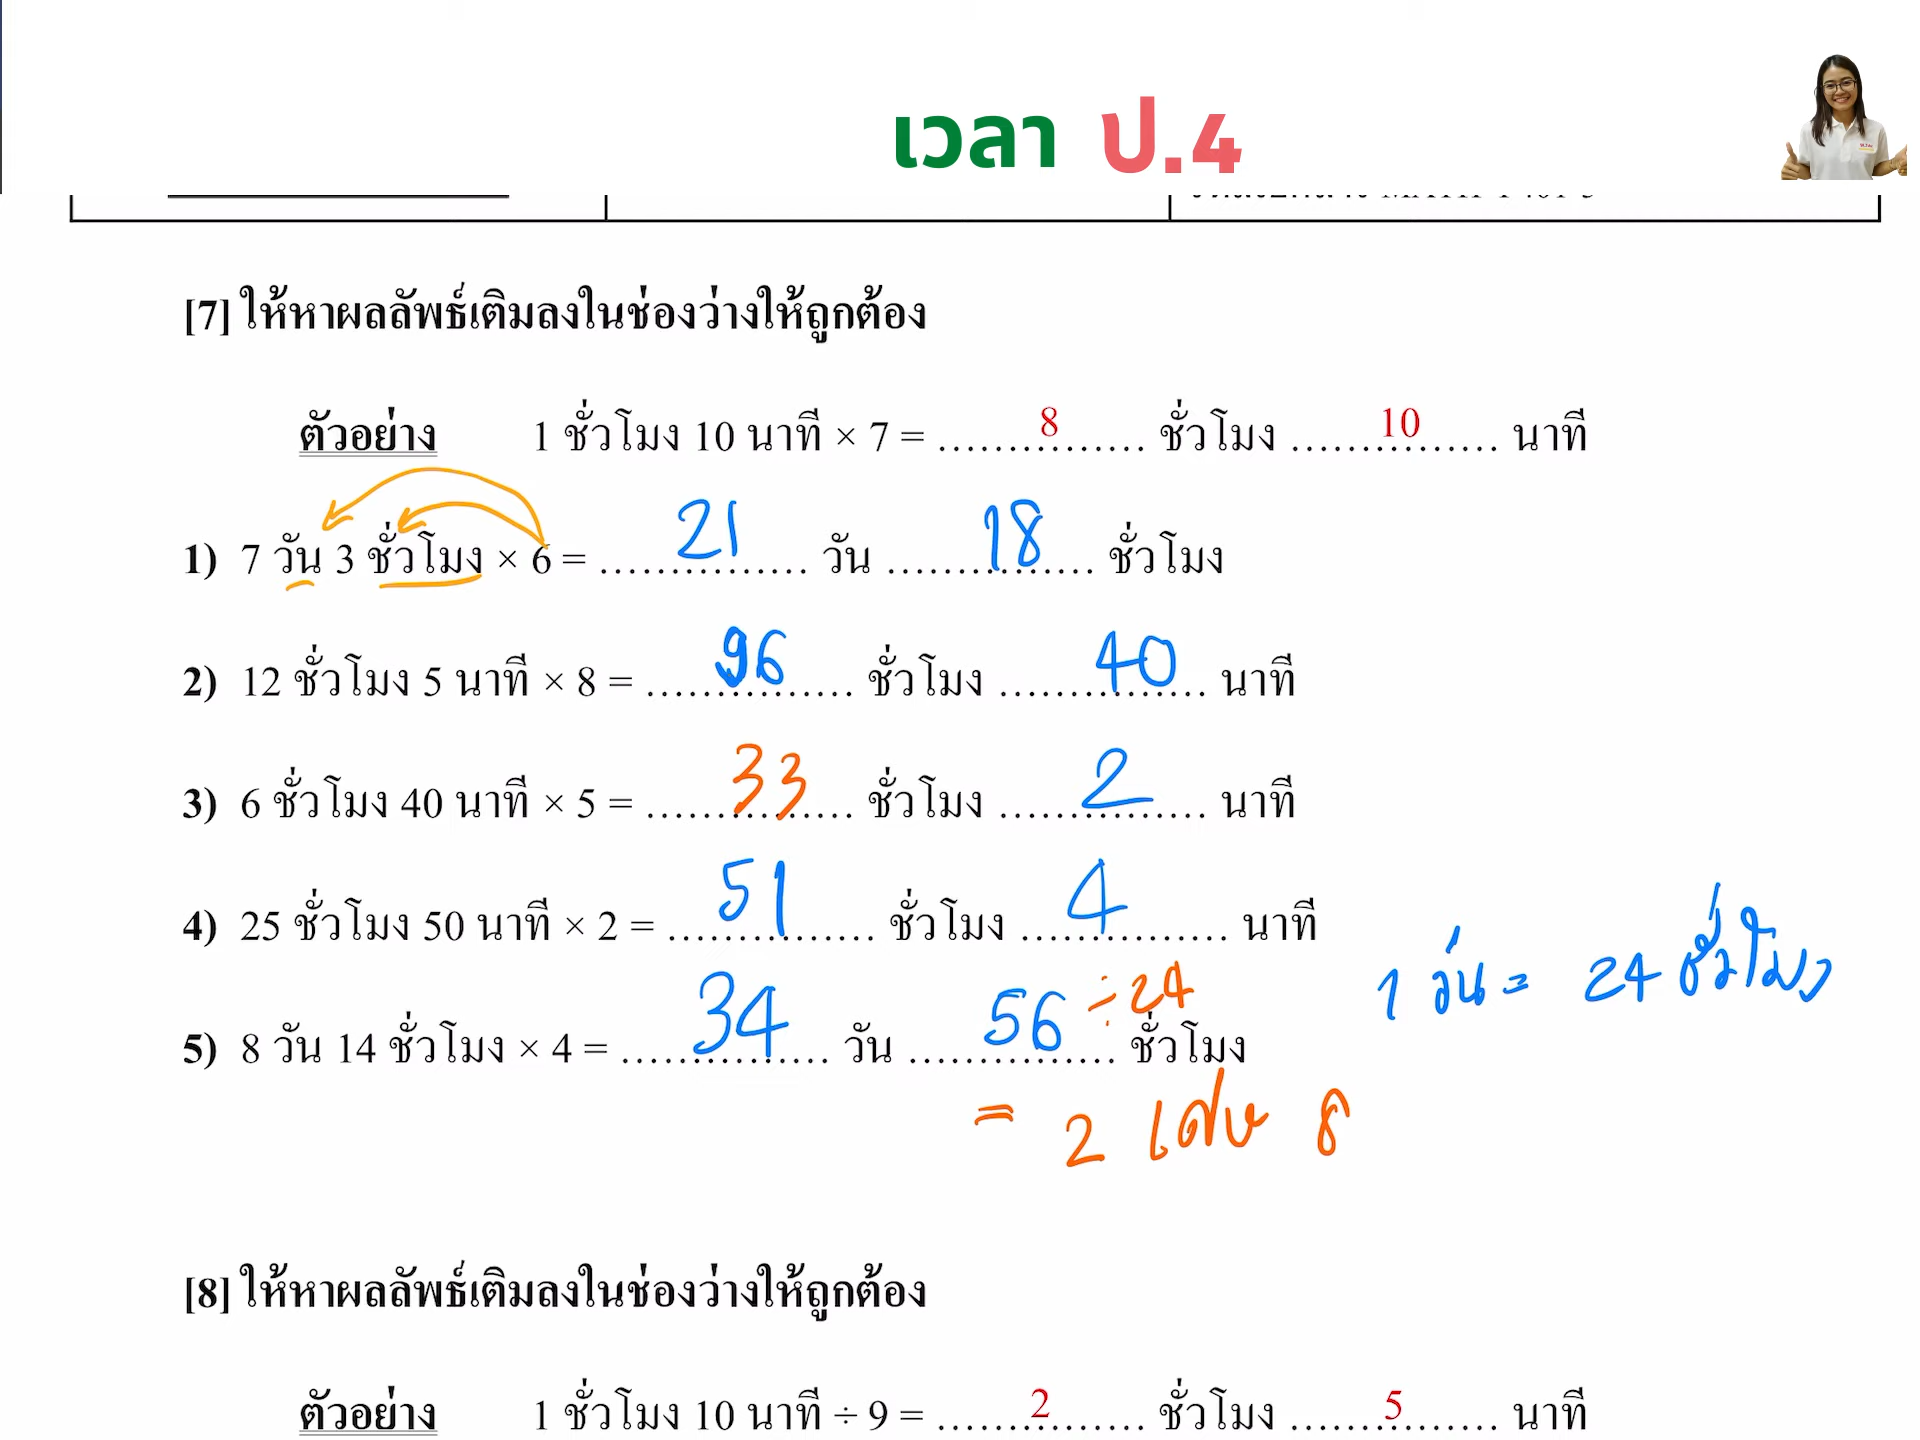 เวลา ป.4
[7] ให้หาผลลัพธ์เติมลงในช่องว่างให้ถูกต้อง
ตัวอย่าง 1 ชั่วโมง 10 นาที × 7 = ......8...... ชั่วโมง ......10...... นาที
1) 7 วัน 3 ชั่วโมง × 6 = ......21...... วัน ......18...... ชั่วโมง
2) 12 ชั่วโมง 5 นาที × 8 = ......96...... ชั่วโมง ......40...... นาที
3) 6 ชั่วโมง 40 นาที × 5 = ......33...... ชั่วโมง ......2...... นาที
4) 25 ชั่วโมง 50 นาที × 2 = ......51...... ชั่วโมง ......4...... นาที
1 วัน = 24 ชั่วโมง
5) 8 วัน 14 ชั่วโมง × 4 = ......34...... วัน ......56...... ÷24 ชั่วโมง
= 2 เศษ 8
[8] ให้หาผลลัพธ์เติมลงในช่องว่างให้ถูกต้อง
ตัวอย่าง 1 ชั่วโมง 10 นาที ÷ 9 = ......2...... ชั่วโมง ......5...... นาที